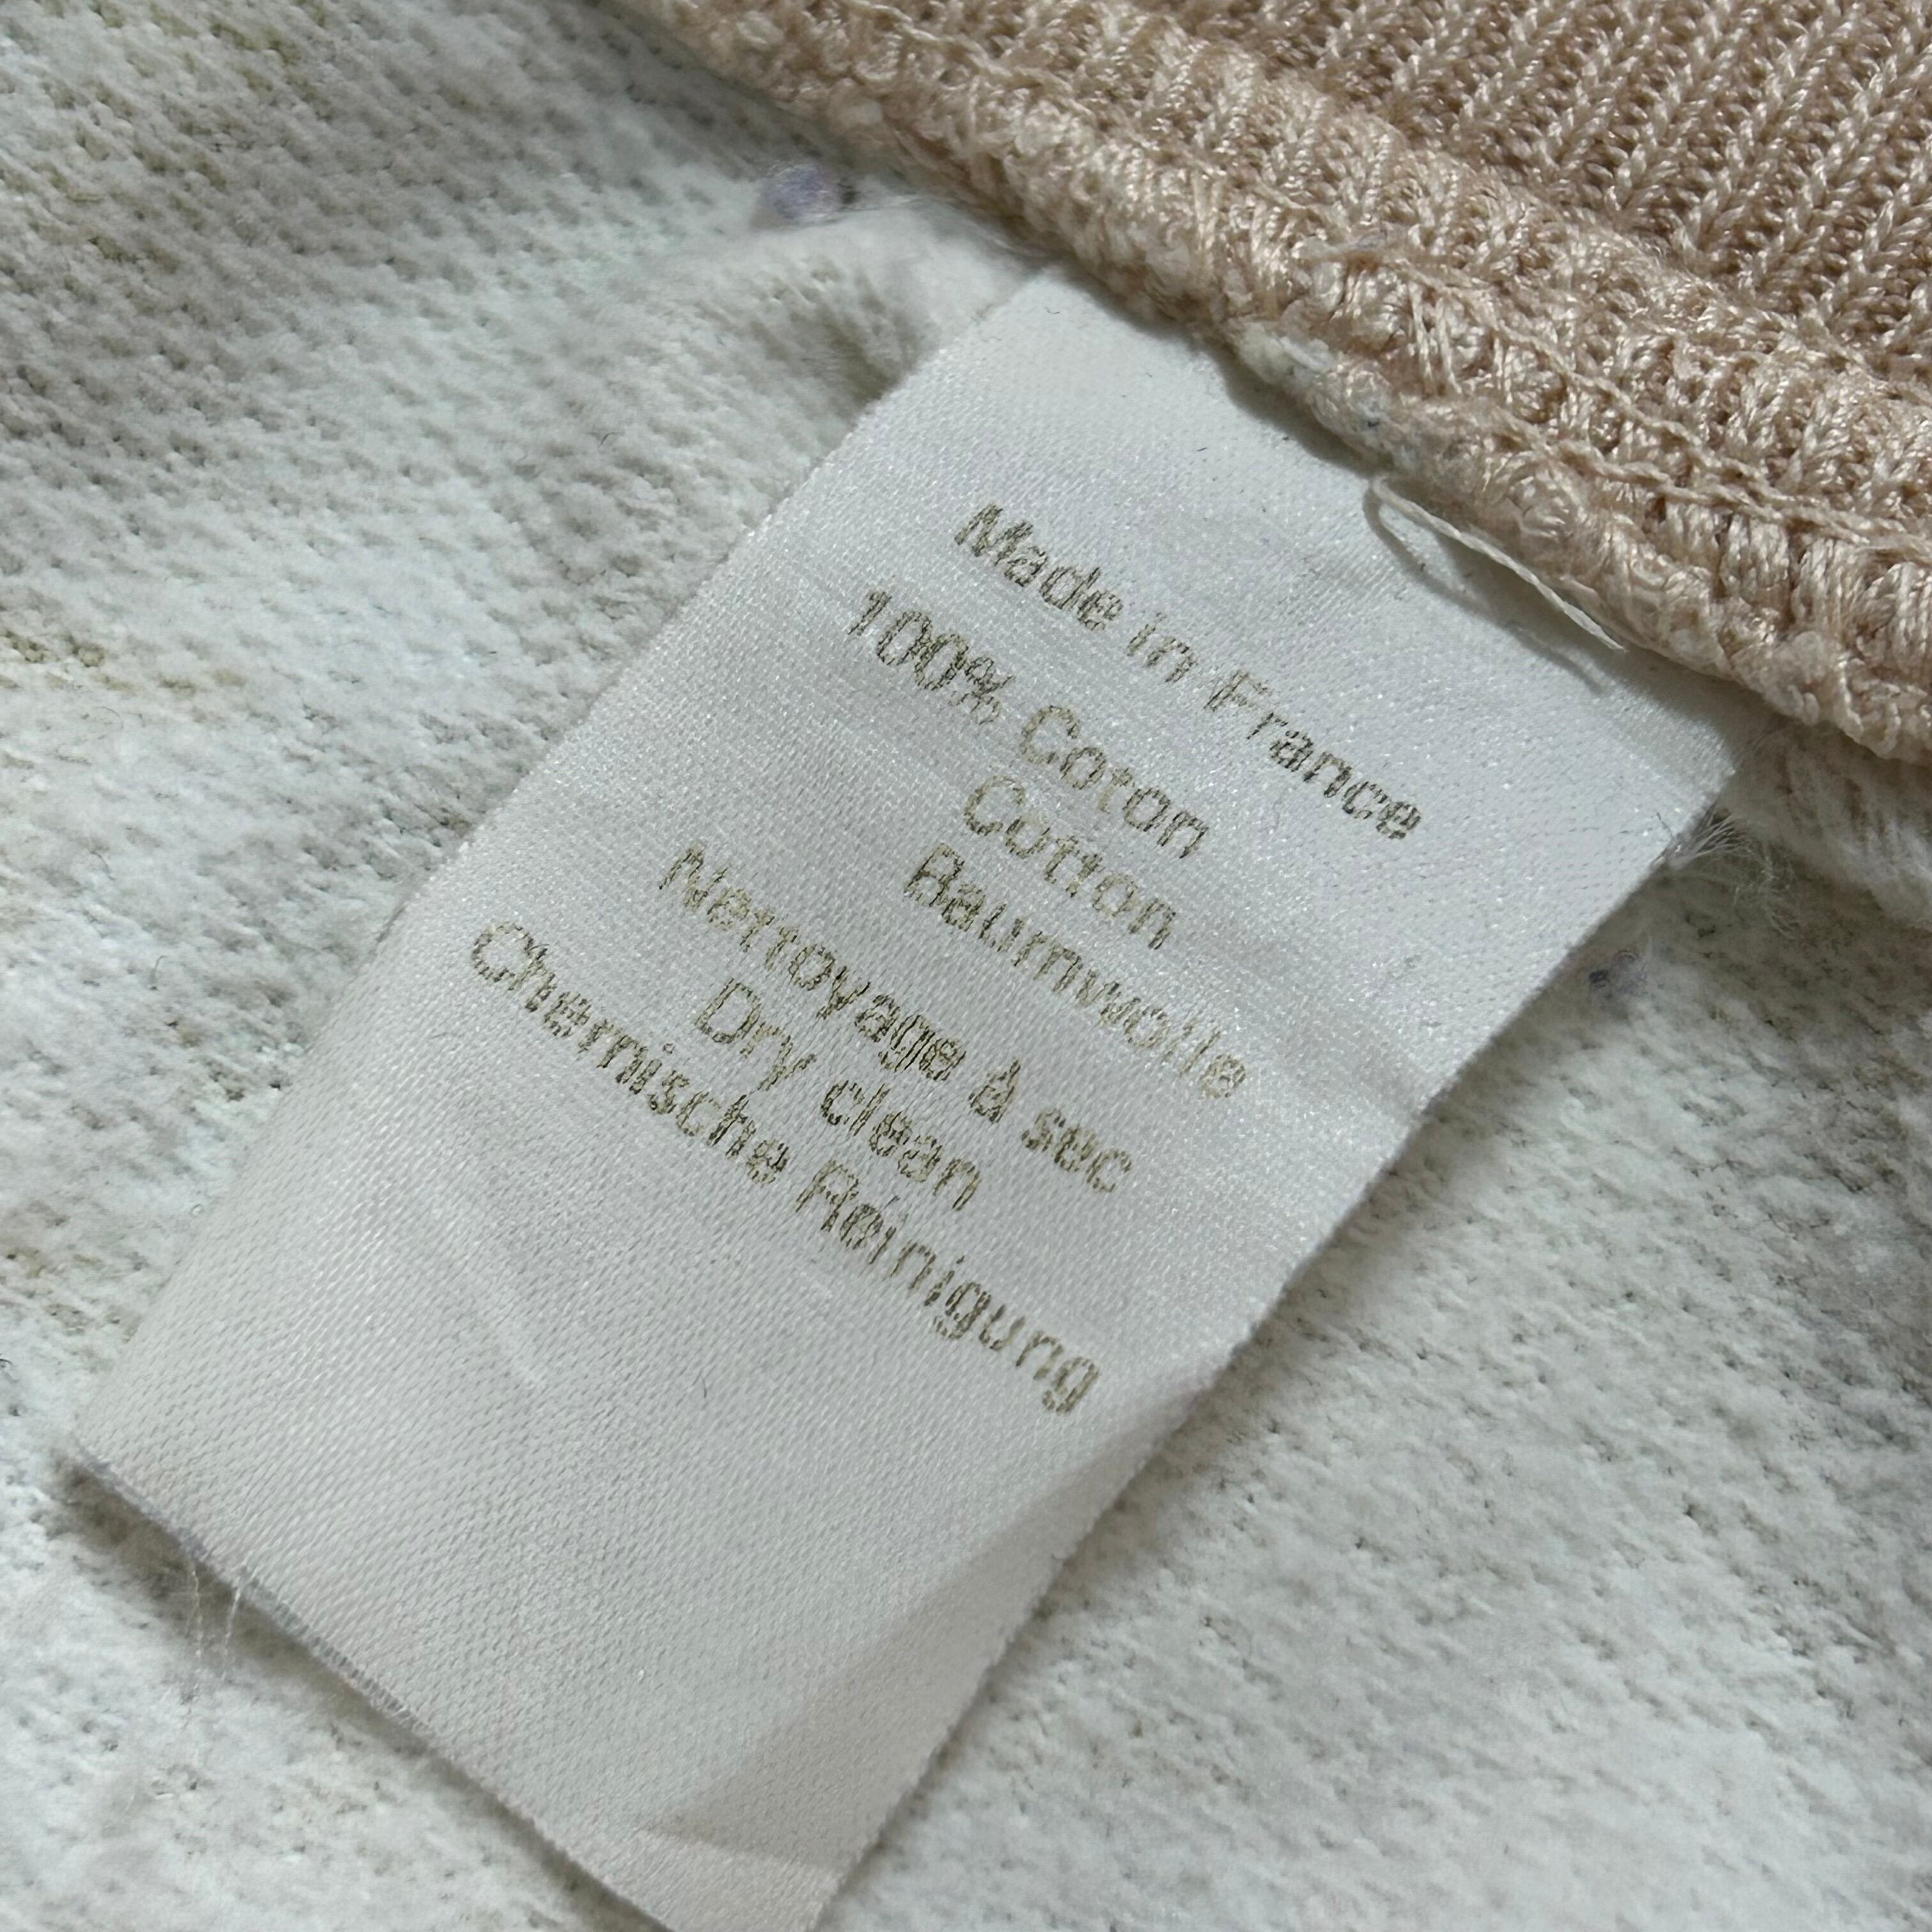 Made in France
100% Coton
Cotton
Baumwolle
Nettoyage à sec
Dry clean
Chemische Reinigung